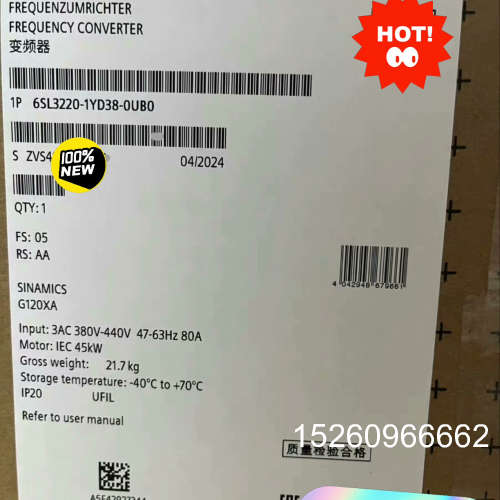 FREQUENZUMRICHTER
FREQUENCY CONVERTER
变频器
HOT!
1P 6SL3220-1YD38-0UB0
S ZVS4
100%
NEW
04/2024
QTY: 1
FS: 05
RS: AA
4 042948 679661
SINAMICS
G120XA
Input: 3AC 380V-440V 47-63Hz 80A
Motor: IEC 45kW
Gross weight: 21.7 kg
Storage temperature: -40°C to +70°C
IP20 UFIL
Refer to user manual
15260966662
质量检验合格